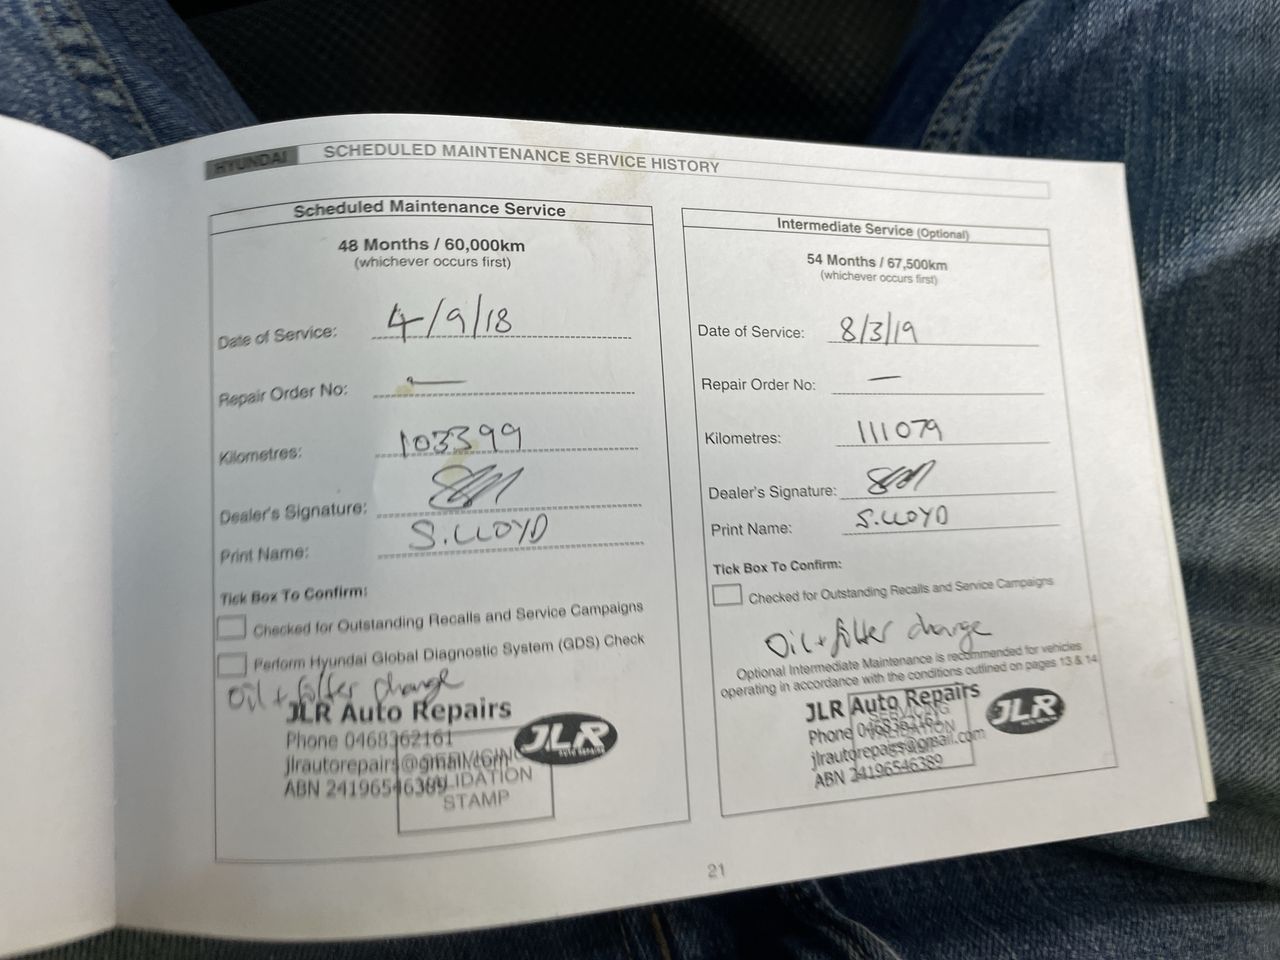 HYUNDAI
SCHEDULED MAINTENANCE SERVICE HISTORY
Scheduled Maintenance Service
48 Months / 60,000km
(whichever occurs first)
Date of Service: 4/9/18
Repair Order No: —
Kilometres: 103399
Dealer's Signature:
Print Name: S.LLOYD
Tick Box To Confirm:
Checked for Outstanding Recalls and Service Campaigns
Perform Hyundai Global Diagnostic System (GDS) Check
Oil + filter change
JLR Auto Repairs
Phone 0468362161
jlrautorepairs@gmail.com
ABN 24196546389
JLR
AUTO REPAIRS
SERVICING
VALIDATION
STAMP
Intermediate Service (Optional)
54 Months / 67,500km
(whichever occurs first)
Date of Service: 8/3/19
Repair Order No: —
Kilometres: 111079
Dealer's Signature:
Print Name: S.LLOYD
Tick Box To Confirm:
Checked for Outstanding Recalls and Service Campaigns
Oil + filter change
Optional Intermediate Maintenance is recommended for vehicles
operating in accordance with the conditions outlined on pages 13 & 14
JLR Auto Repairs
Phone 0468362161
jlrautorepairs@gmail.com
ABN 24196546389
JLR
SERVICING
VALIDATION
21